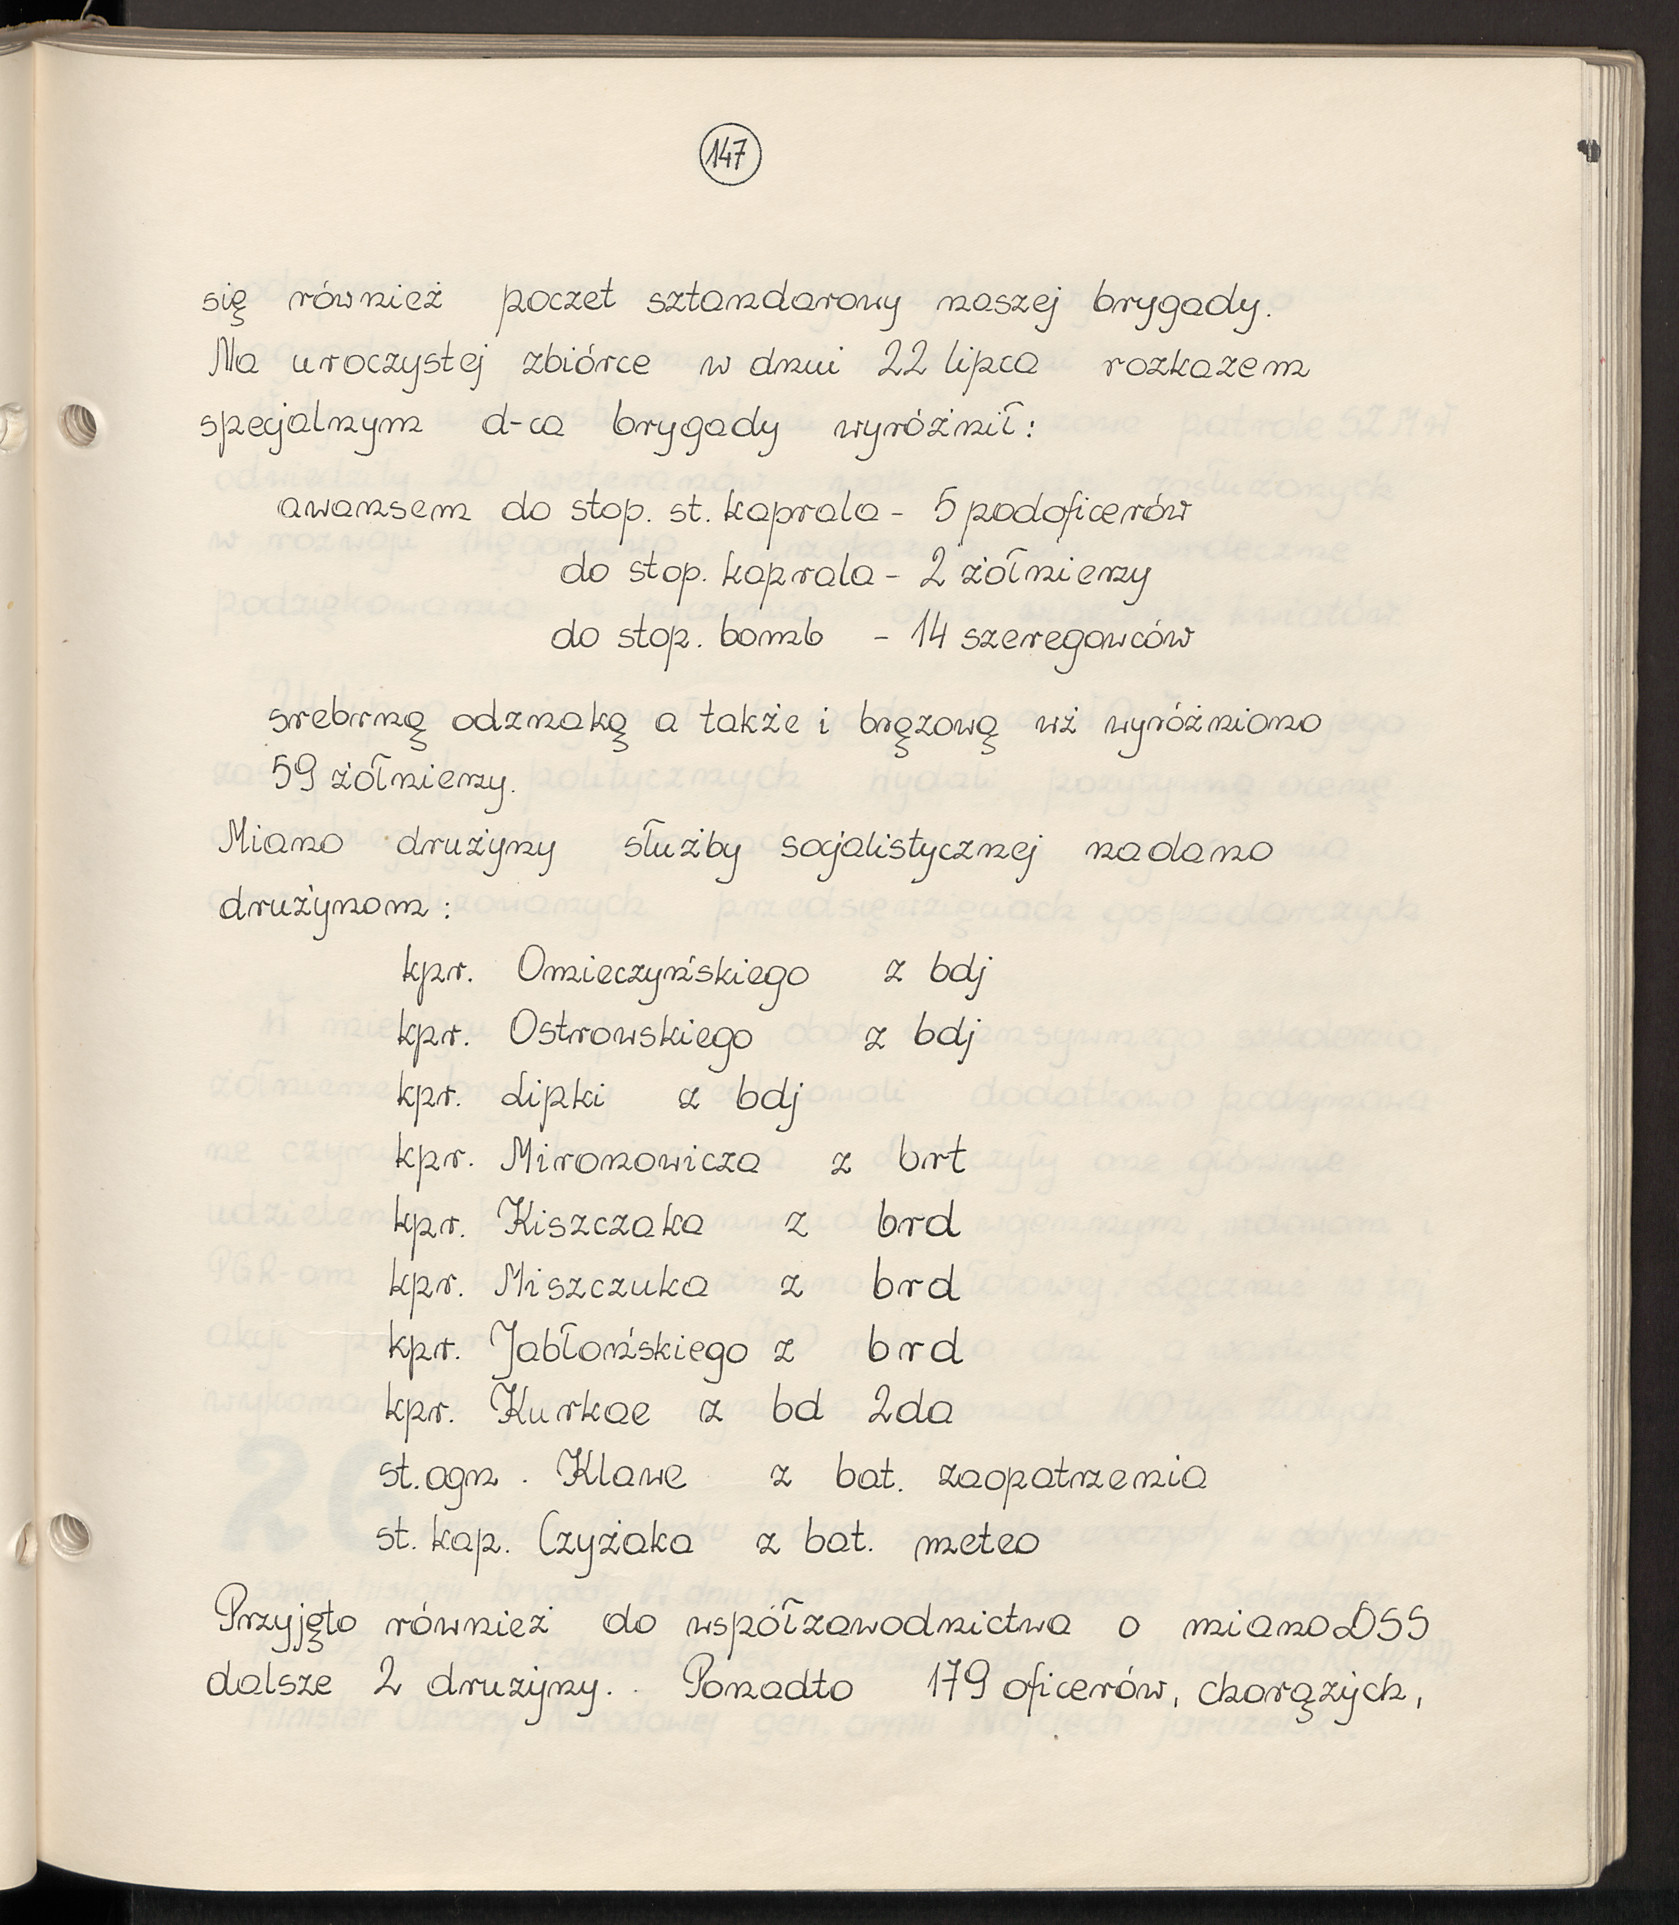 147
się również poczet sztandarowy naszej brygady.
Na uroczystej zbiórce w dniu 22 lipca rozkazem
specjalnym d-ca brygady wyróżnił:
awansem do stop. st. kaprala - 5 podoficerów
do stop. kaprala - 2 żołnierzy
do stop. bomb - 14 szeregowców
srebrną odznaką a także i brązową wż wyróżniono
59 żołnierzy.
Miano drużyny służby socjalistycznej nadano
drużynom:
kpr. Omieczyńskiego z bdj
kpr. Ostrowskiego z bdj
kpr. Lipki z bdj
kpr. Mironowicza z brt
kpr. Kiszczaka z brd
kpr. Miszczuka z brd
kpr. Jabłońskiego z brd
kpr. Kurkae z bd 2da
st. ogn. Klawe z bat. zaopatrzenia
st. kap. Czyżaka z bat. meteo
Przyjęto również do współzawodnictwa o miano DSS
dalsze 2 drużyny. Ponadto 179 oficerów, chorążych,